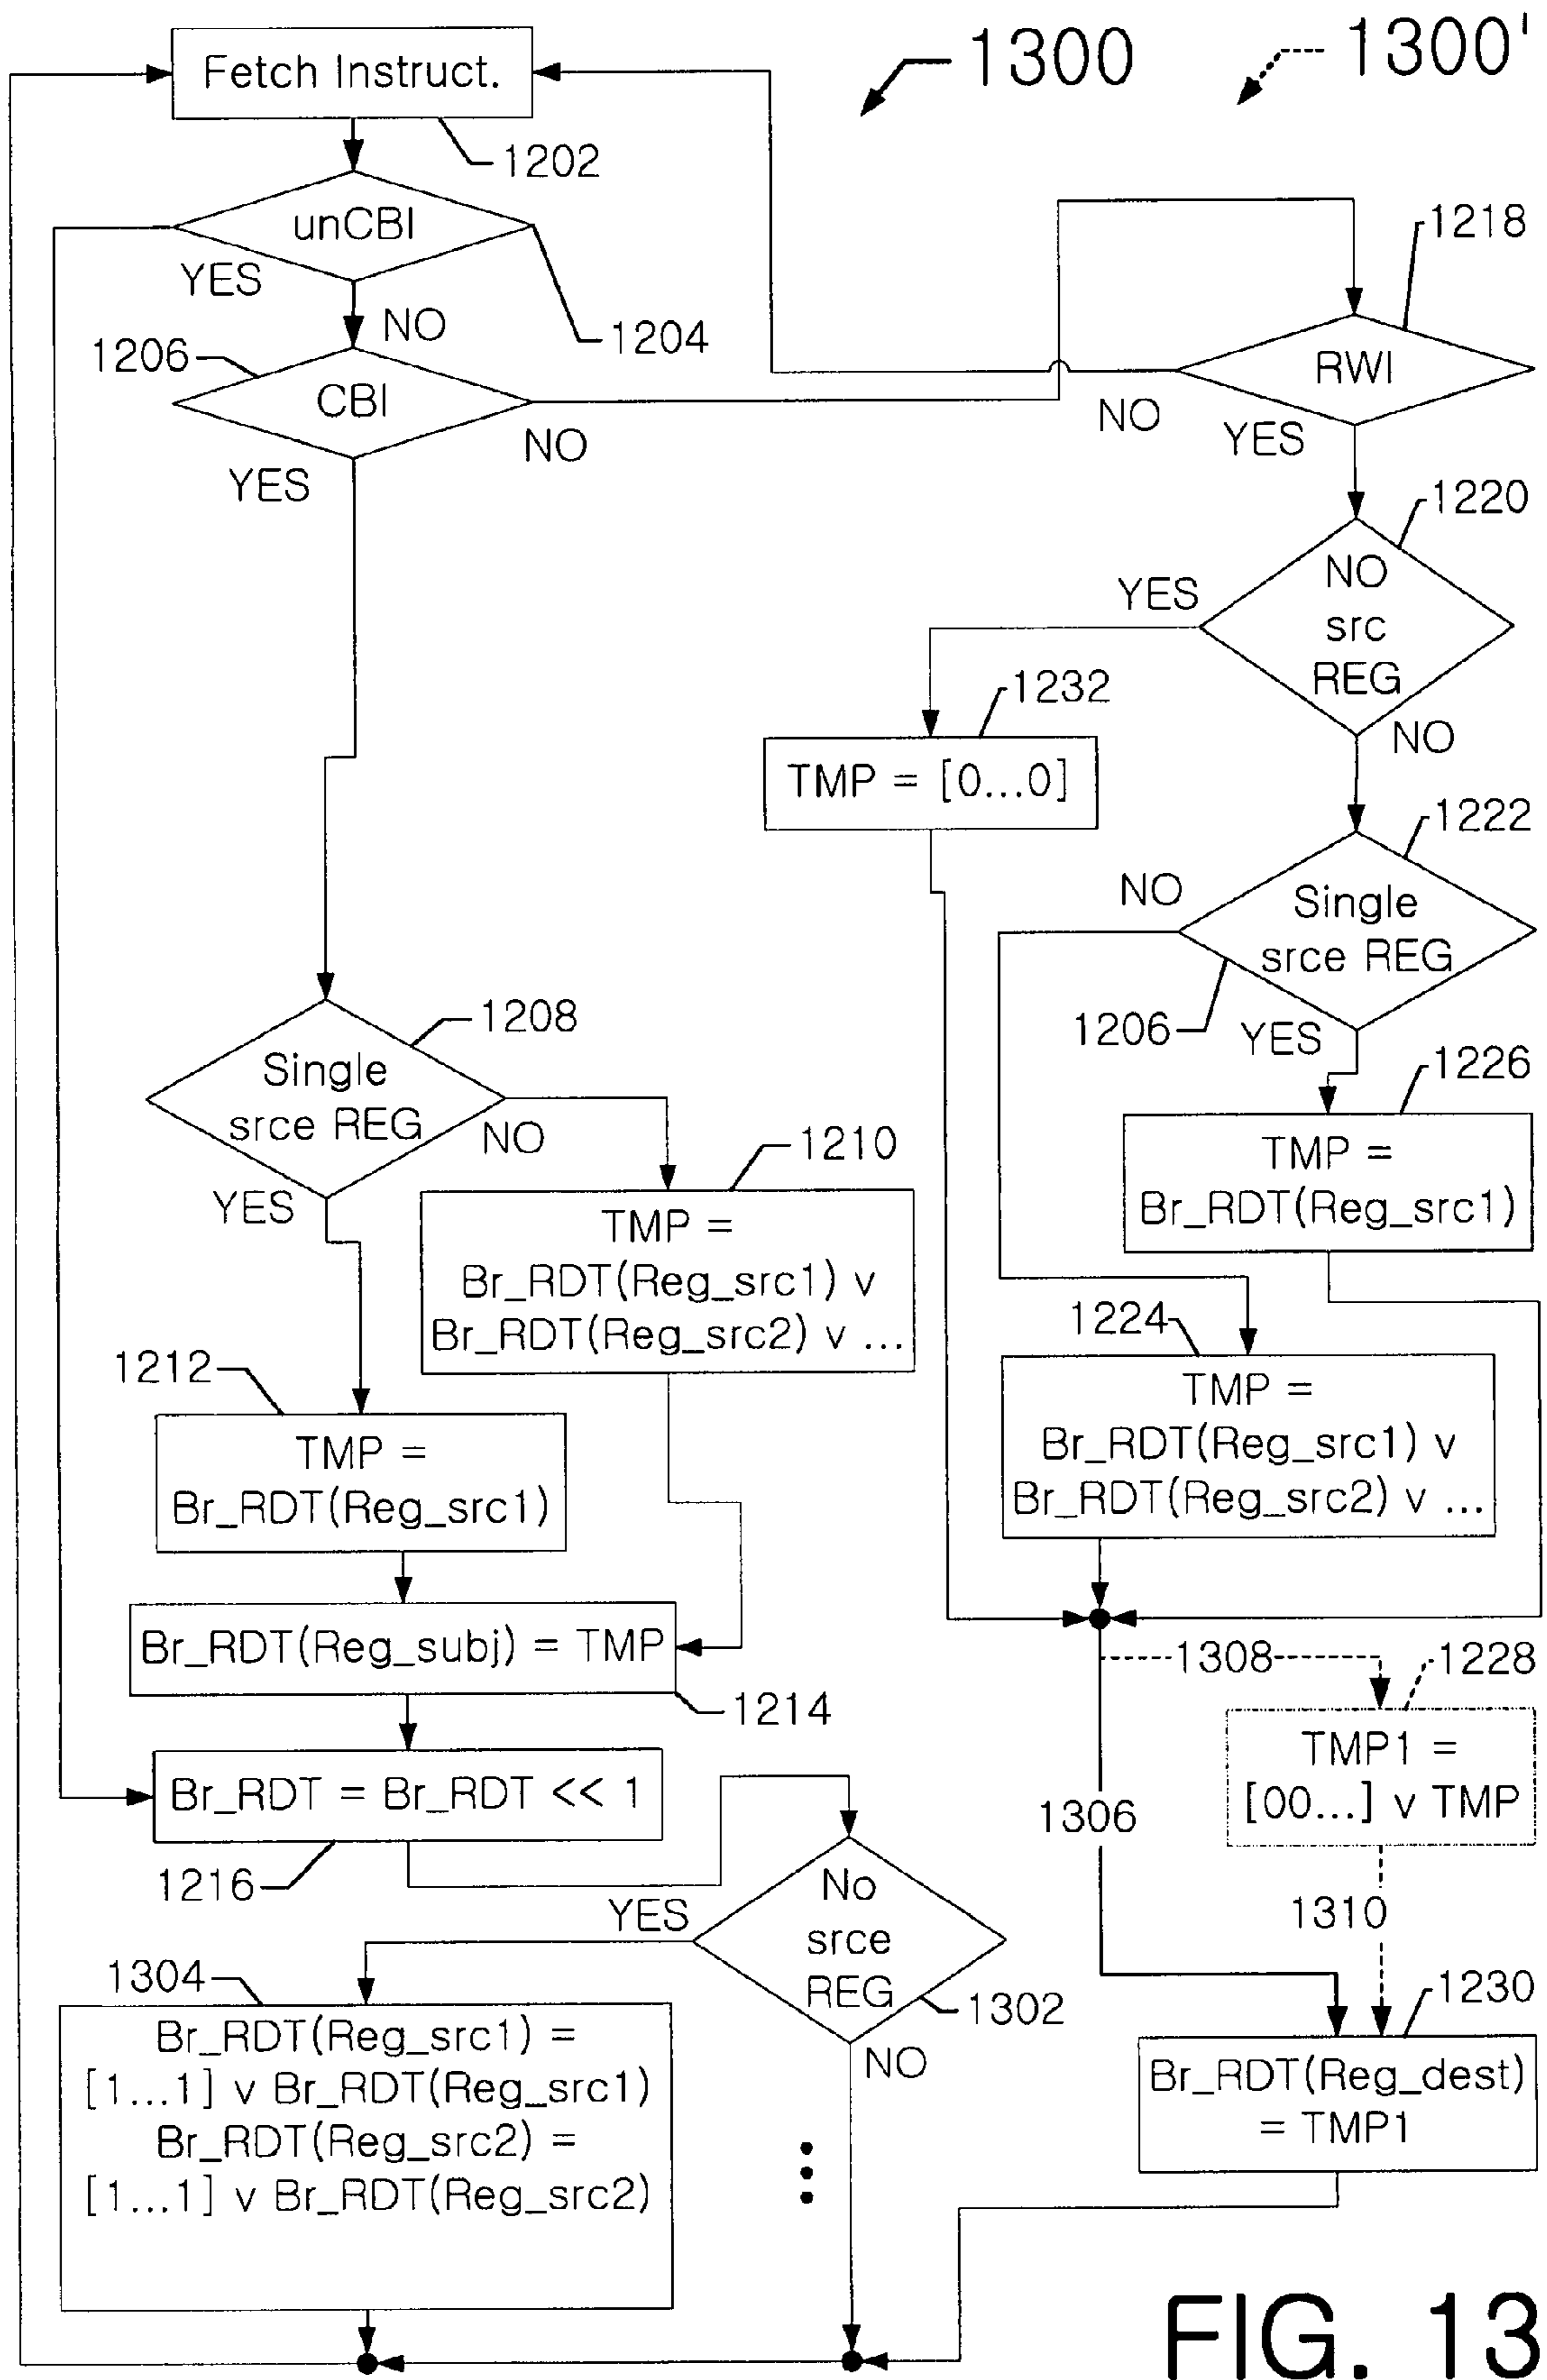 1300
1300'
Fetch Instruct.
1202
unCBI
YES
NO
1204
1206
CBI
NO
YES
1218
RWI
NO
YES
1220
NO
src
REG
YES
NO
1232
TMP = [0...0]
1222
Single
srce REG
NO
1206
YES
1208
Single
srce REG
NO
YES
1210
TMP =
Br_RDT(Reg_src1) v
Br_RDT(Reg_src2) v ...
1226
TMP =
Br_RDT(Reg_src1)
1224
TMP =
Br_RDT(Reg_src1) v
Br_RDT(Reg_src2) v ...
1212
TMP =
Br_RDT(Reg_src1)
Br_RDT(Reg_subj) = TMP
1214
1308
1228
TMP1 =
[00...] v TMP
1306
1310
Br_RDT = Br_RDT << 1
1216
No
srce
REG
YES
1302
NO
1304
Br_RDT(Reg_src1) =
[1...1] v Br_RDT(Reg_src1)
Br_RDT(Reg_src2) =
[1...1] v Br_RDT(Reg_src2)
1230
Br_RDT(Reg_dest)
= TMP1
FIG. 13